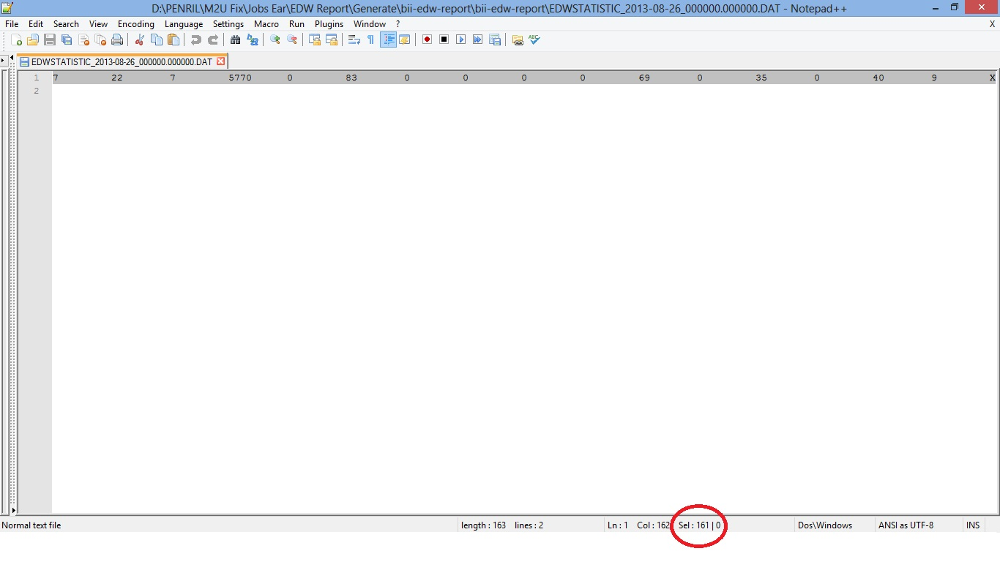 D:\PENRIL\M2U Fix\Jobs Ear\EDW Report\Generate\bii-edw-report\bii-edw-report\EDWSTATISTIC_2013-08-26_000000.000000.DAT - Notepad++
File Edit Search View Encoding Language Settings Macro Run Plugins Window ? X
EDWSTATISTIC_2013-08-26_000000.000000.DAT
1 7 22 7 5770 0 83 0 0 0 0 69 0 35 0 40 9 X
2
Normal text file length : 163 lines : 2 Ln : 1 Col : 162 Sel : 161 | 0 Dos\Windows ANSI as UTF-8 INS